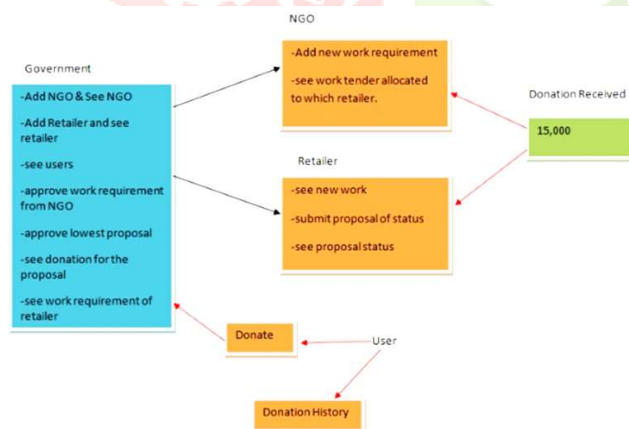 NGO
-Add new work requirement
-see work tender allocated
to which retailer.
Government
-Add NGO & See NGO
-Add Retailer and see
retailer
-see users
-approve work requirement
from NGO
-approve lowest proposal
-see donation for the
proposal
-see work requirement of
retailer
Donation Received
15,000
Retailer
-see new work
-submit proposal of status
-see proposal status
Donate
User
Donation History